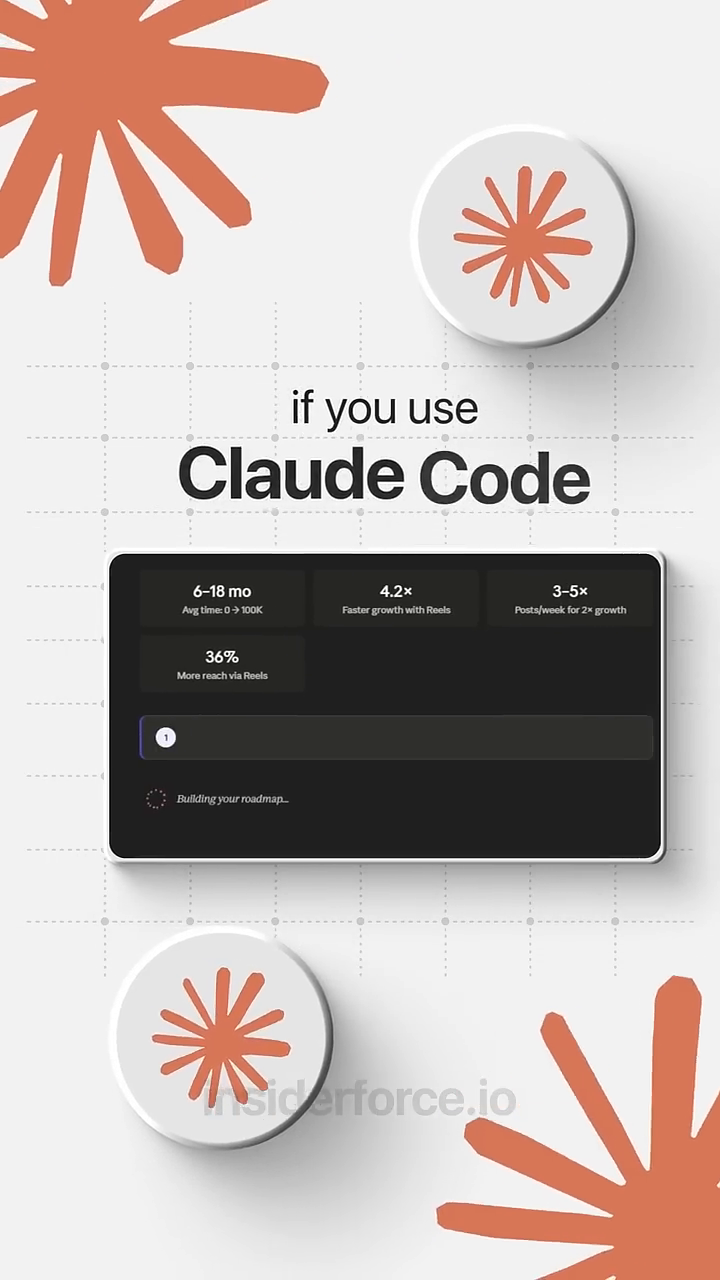 if you use
Claude Code
6–18 mo
Avg time: 0 → 100K
4.2×
Faster growth with Reels
3–5×
Posts/week for 2× growth
36%
More reach via Reels
1
Building your roadmap...
insiderforce.io